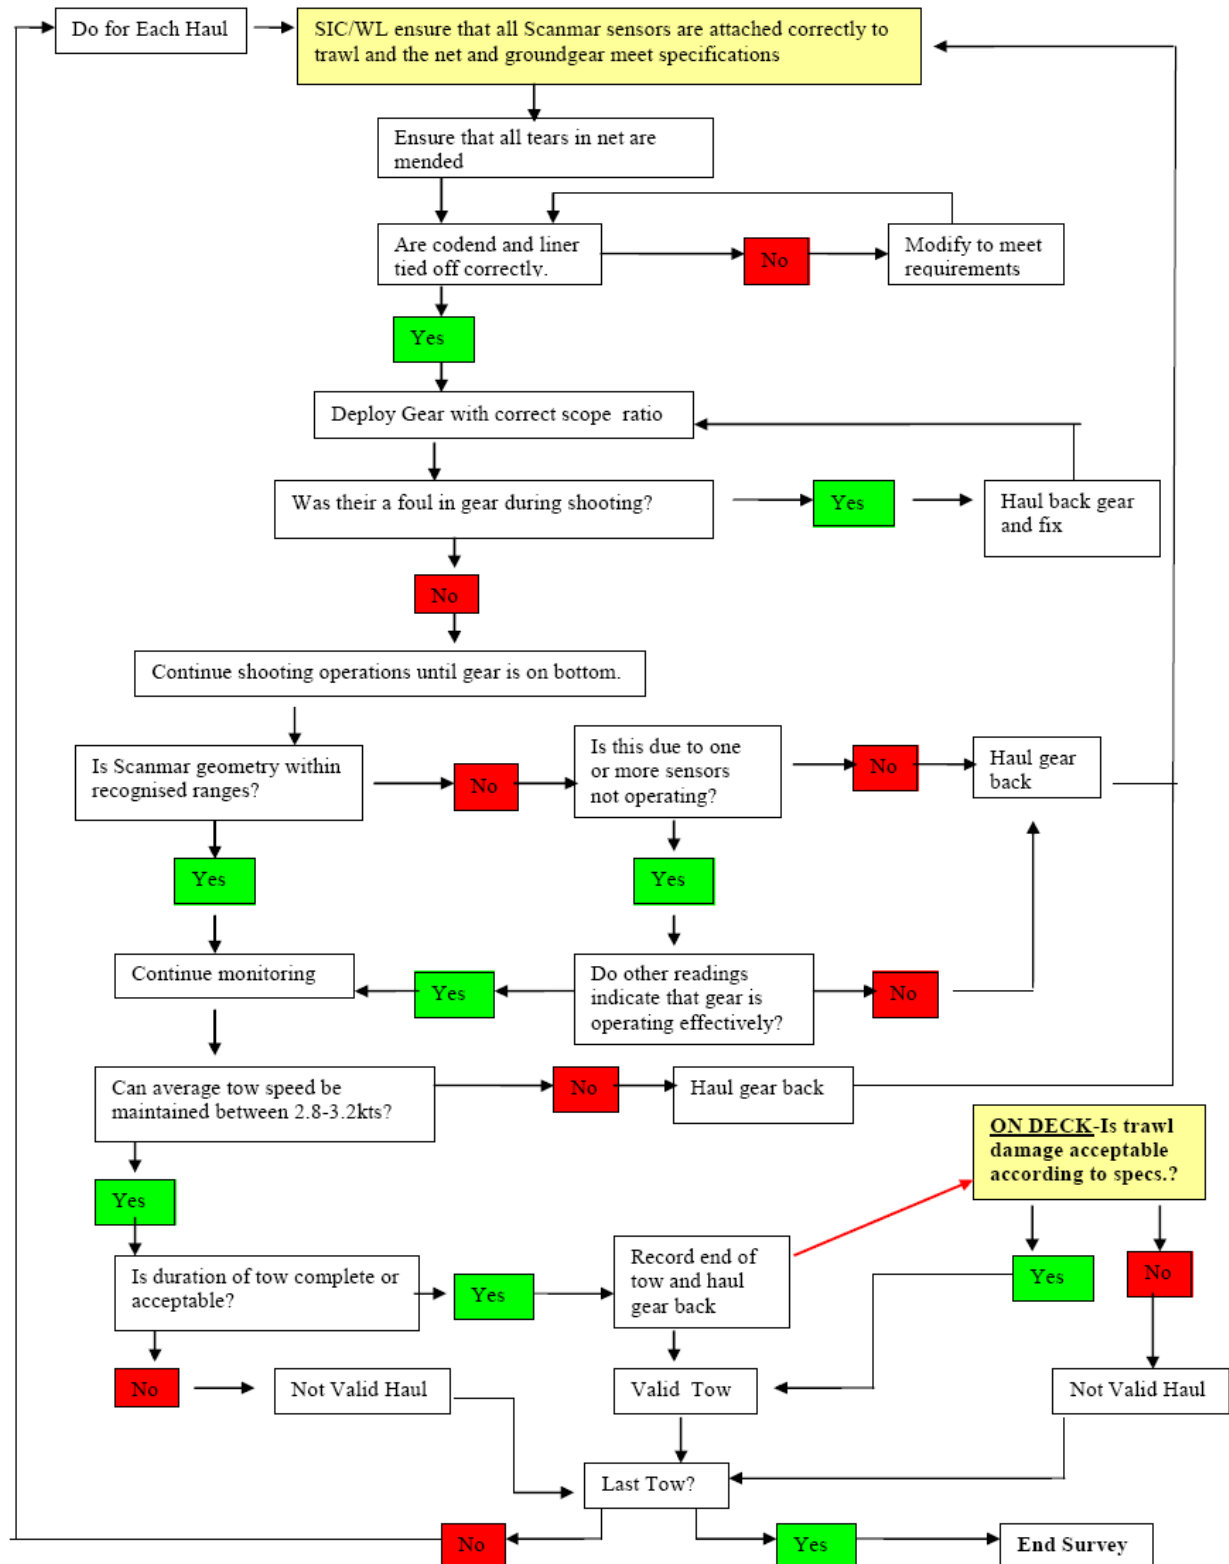 Do for Each Haul
SIC/WL ensure that all Scanmar sensors are attached correctly to
trawl and the net and groundgear meet specifications
Ensure that all tears in net are
mended
Are codend and liner
tied off correctly.
No
Modify to meet
requirements
Yes
Deploy Gear with correct scope ratio
Was their a foul in gear during shooting?
Yes
Haul back gear
and fix
No
Continue shooting operations until gear is on bottom.
Is Scanmar geometry within
recognised ranges?
No
Is this due to one
or more sensors
not operating?
No
Haul gear
back
Yes
Yes
Continue monitoring
Yes
Do other readings
indicate that gear is
operating effectively?
No
Can average tow speed be
maintained between 2.8-3.2kts?
No
Haul gear back
ON DECK-Is trawl
damage acceptable
according to specs.?
Yes
Is duration of tow complete or
acceptable?
Yes
Record end of
tow and haul
gear back
Yes
No
No
Not Valid Haul
Valid Tow
Not Valid Haul
Last Tow?
No
Yes
End Survey